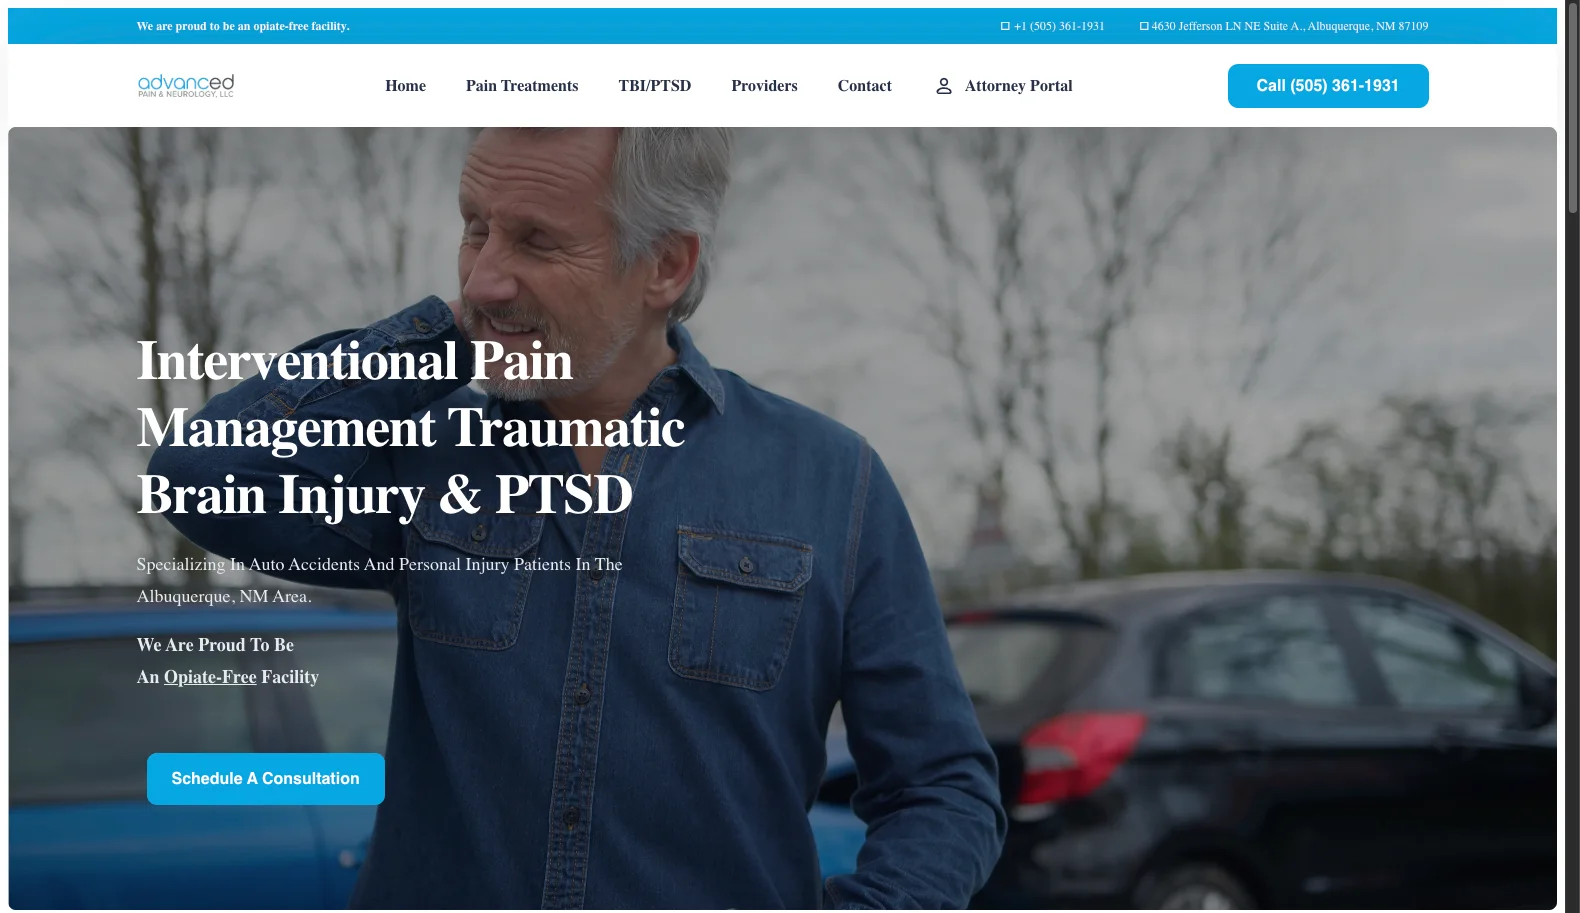 We are proud to be an opiate-free facility.
+1 (505) 361-1931
4630 Jefferson LN NE Suite A., Albuquerque, NM 87109
advanced
PAIN & NEUROLOGY, LLC
Home
Pain Treatments
TBI/PTSD
Providers
Contact
Attorney Portal
Call (505) 361-1931
Interventional Pain
Management Traumatic
Brain Injury & PTSD
Specializing In Auto Accidents And Personal Injury Patients In The
Albuquerque, NM Area.
We Are Proud To Be
An Opiate-Free Facility
Schedule A Consultation